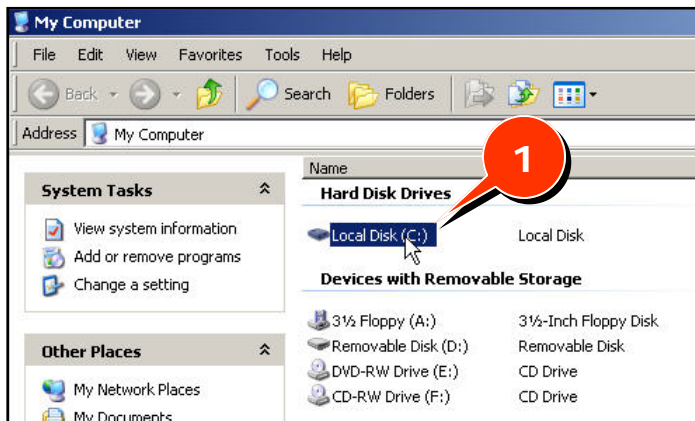 My Computer
File Edit View Favorites Tools Help
Back Search Folders
Address My Computer
System Tasks
View system information
Add or remove programs
Change a setting
Other Places
My Network Places
My Documents
Name
Hard Disk Drives
Local Disk (C:) Local Disk
1
Devices with Removable Storage
3½ Floppy (A:) 3½-Inch Floppy Disk
Removable Disk (D:) Removable Disk
DVD-RW Drive (E:) CD Drive
CD-RW Drive (F:) CD Drive